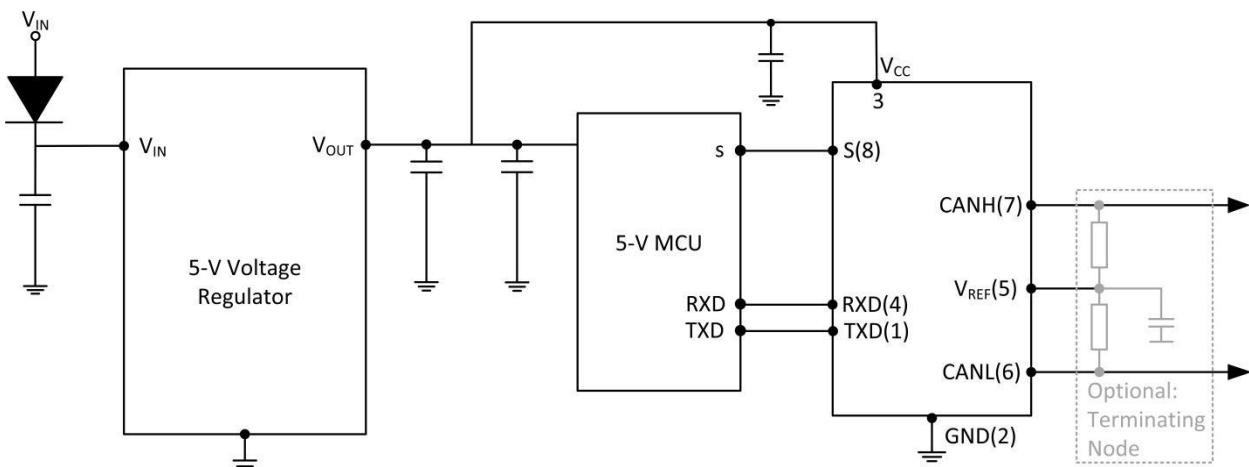 VIN
VIN
VOUT
5-V Voltage
Regulator
5-V MCU
s
RXD
TXD
VCC
3
S(8)
RXD(4)
TXD(1)
CANH(7)
VREF(5)
CANL(6)
GND(2)
Optional:
Terminating
Node